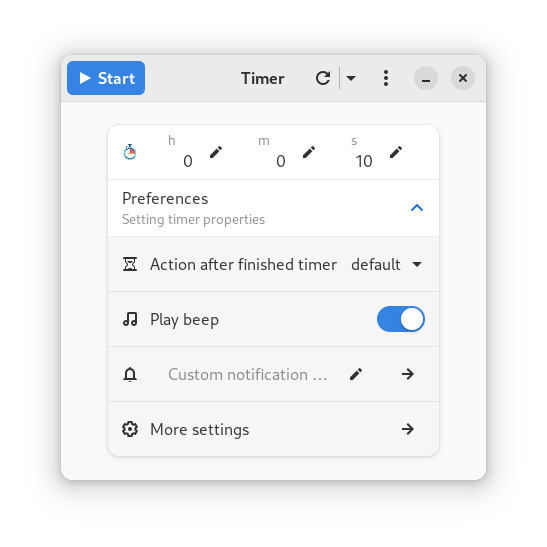 Start
Timer
h
0
m
0
s
10
Preferences
Setting timer properties
Action after finished timer
default
Play beep
Custom notification …
More settings